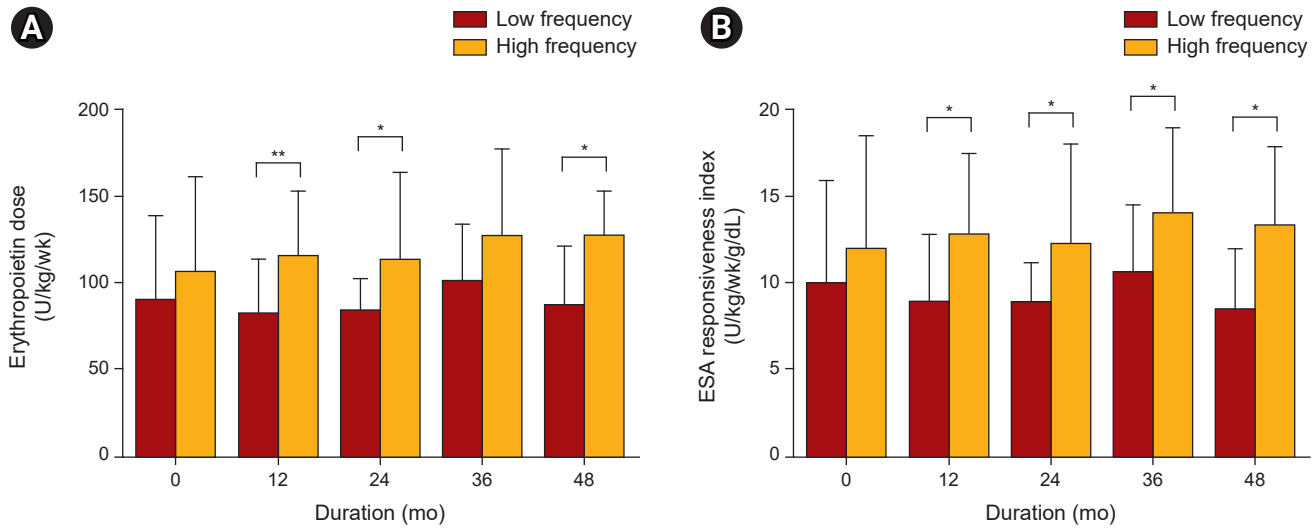 A
Low frequency
High frequency
Erythropoietin dose
(U/kg/wk)
200
150
100
50
0
**
*
*
0
12
24
36
48
Duration (mo)
B
Low frequency
High frequency
ESA responsiveness index
(U/kg/wk/g/dL)
20
15
10
5
0
*
*
*
*
0
12
24
36
48
Duration (mo)